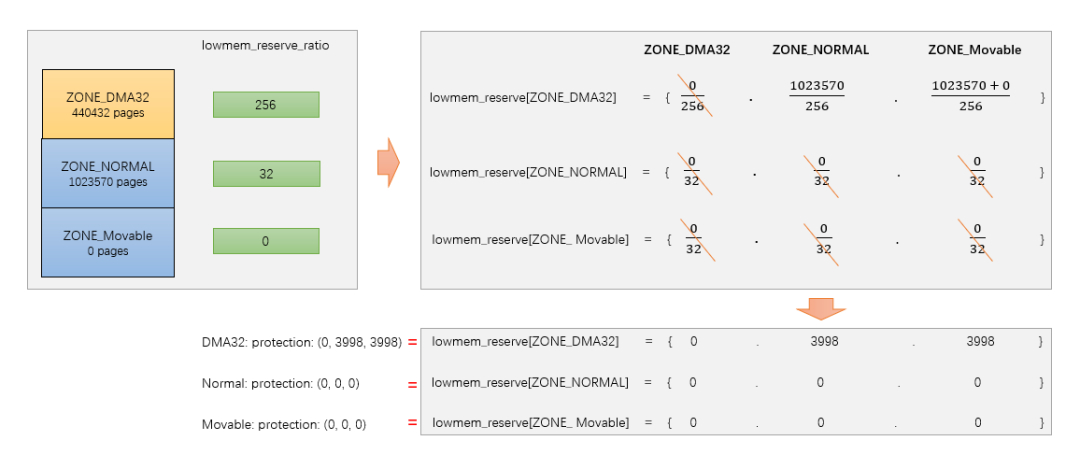 lowmem_reserve_ratio
ZONE_DMA32
440432 pages
256
ZONE_NORMAL
1023570 pages
32
ZONE_Movable
0 pages
0
ZONE_DMA32 ZONE_NORMAL ZONE_Movable
lowmem_reserve[ZONE_DMA32] = { 0/256 . 1023570/256 . 1023570 + 0/256 }
lowmem_reserve[ZONE_NORMAL] = { 0/32 . 0/32 . 0/32 }
lowmem_reserve[ZONE_ Movable] = { 0/32 . 0/32 . 0/32 }
DMA32: protection: (0, 3998, 3998) = lowmem_reserve[ZONE_DMA32] = { 0 . 3998 . 3998 }
Normal: protection: (0, 0, 0) = lowmem_reserve[ZONE_NORMAL] = { 0 . 0 . 0 }
Movable: protection: (0, 0, 0) = lowmem_reserve[ZONE_ Movable] = { 0 . 0 . 0 }